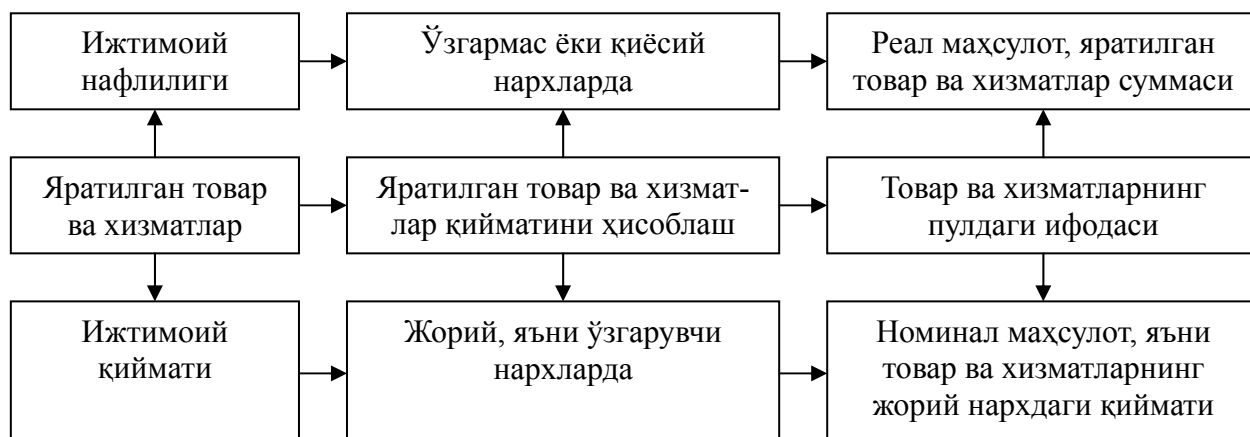 Ижтимоий
нафлилиги
Ўзгармас ёки қиёсий
нархларда
Реал маҳсулот, яратилган
товар ва хизматлар суммаси
Яратилган товар
ва хизматлар
Яратилган товар ва хизмат-
лар қийматини ҳисоблаш
Товар ва хизматларнинг
пулдаги ифодаси
Ижтимоий
қиймати
Жорий, яъни ўзгарувчи
нархларда
Номинал маҳсулот, яъни
товар ва хизматларнинг
жорий нархдаги қиймати